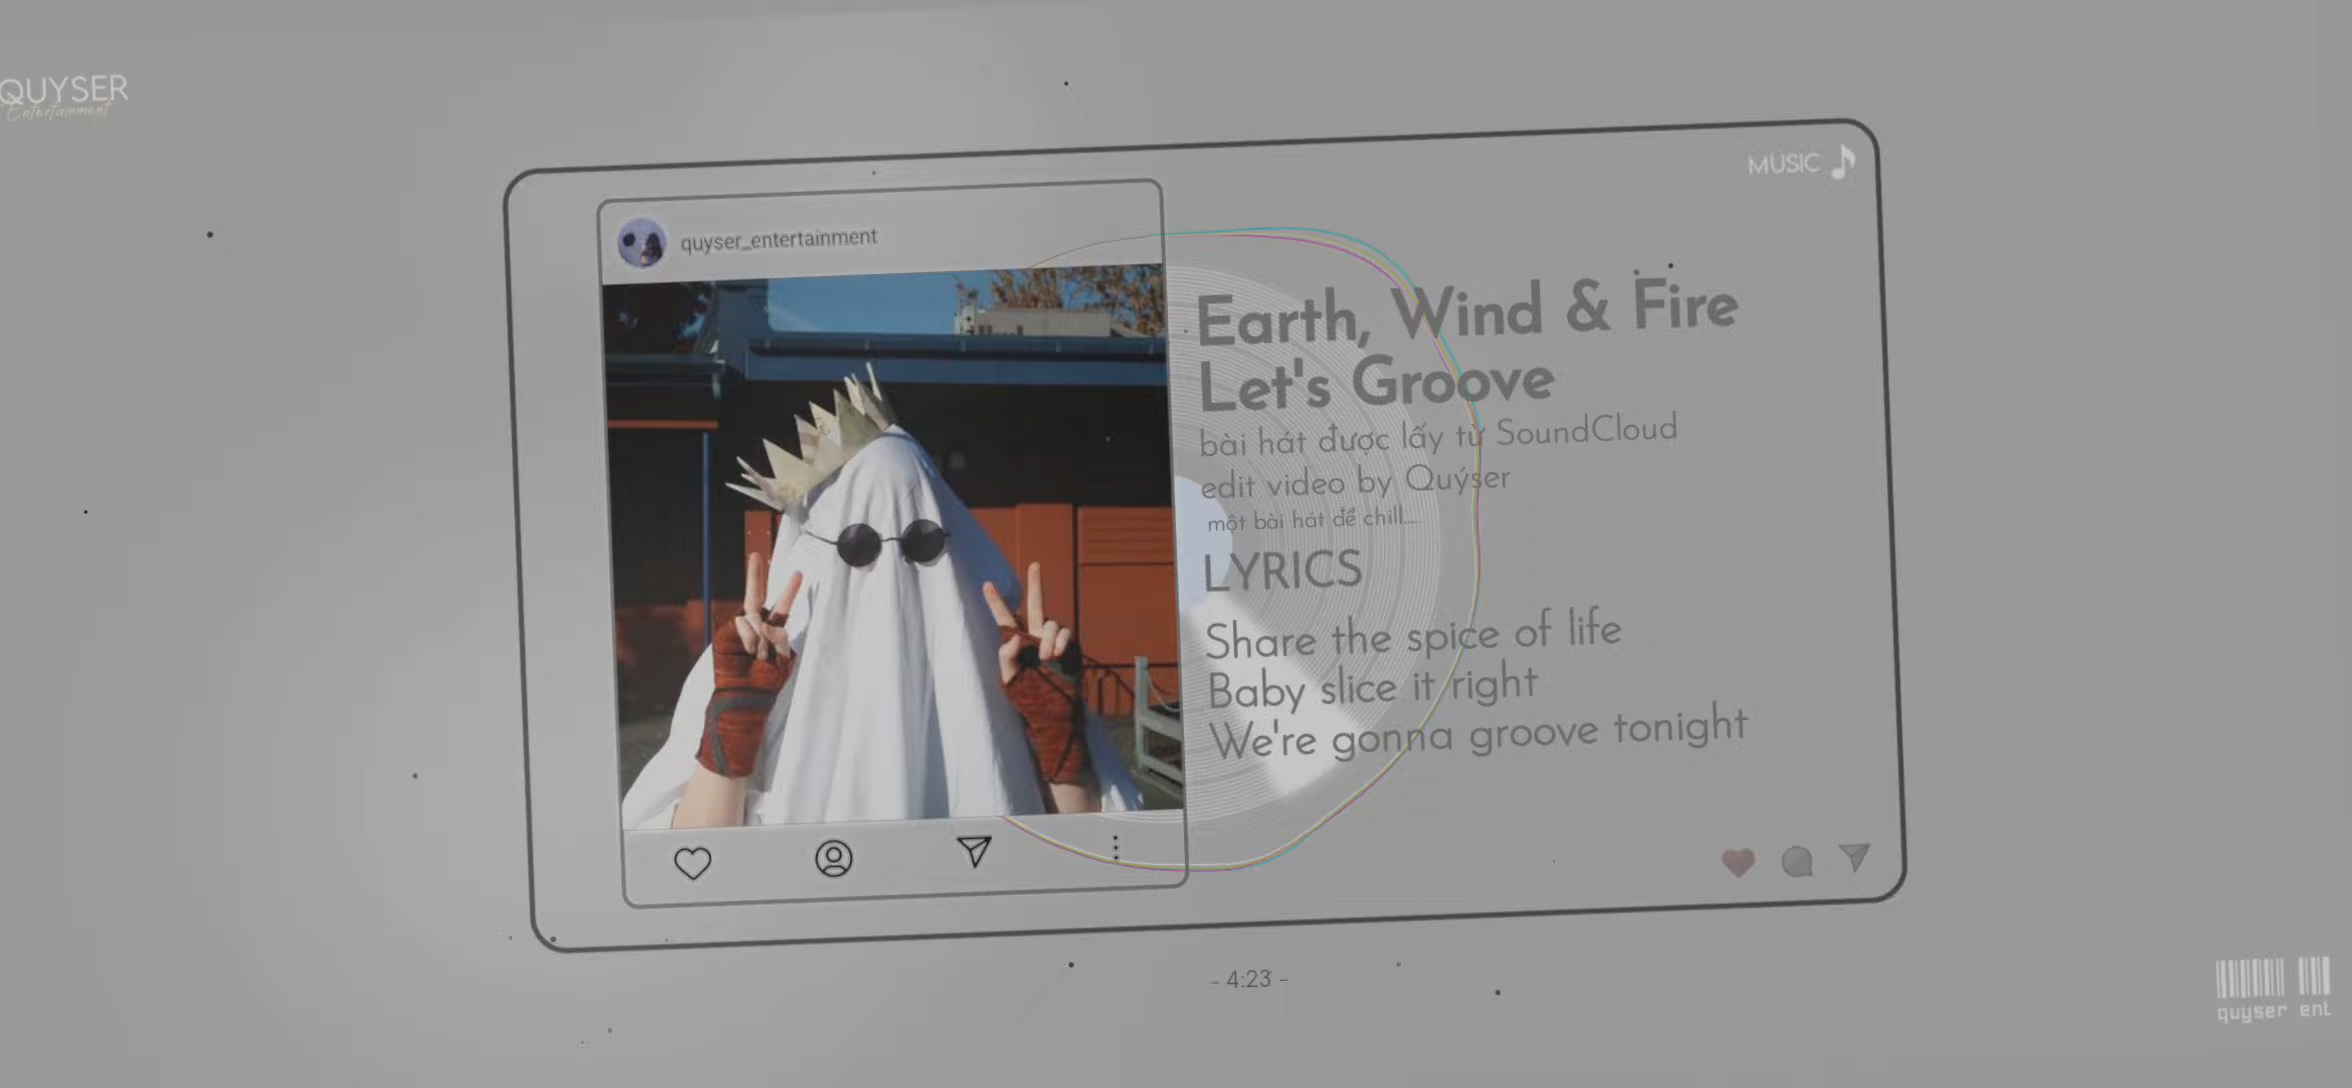 QUYSER
Entertainment
MUSIC
quyser_entertainment
Earth, Wind & Fire
Let's Groove
bài hát được lấy từ SoundCloud
edit video by Quýser
một bài hát để chill....
LYRICS
Share the spice of life
Baby slice it right
We're gonna groove tonight
- 4:23 -
quyser ent